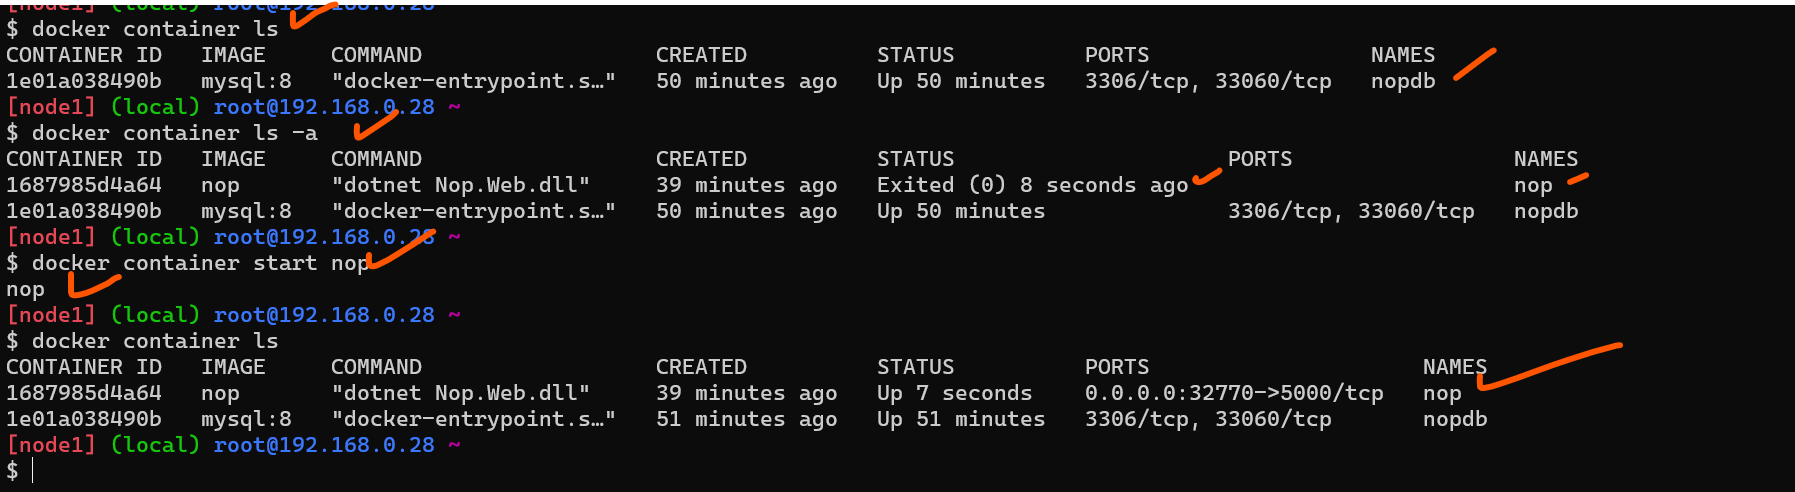 [node1] (local) root@192.168.0.28
$ docker container ls
CONTAINER ID   IMAGE     COMMAND                  CREATED          STATUS          PORTS                 NAMES
1e01a038490b   mysql:8   "docker-entrypoint.s…"   50 minutes ago   Up 50 minutes   3306/tcp, 33060/tcp   nopdb
[node1] (local) root@192.168.0.28 ~
$ docker container ls -a
CONTAINER ID   IMAGE     COMMAND                  CREATED          STATUS                     PORTS                 NAMES
1687985d4a64   nop       "dotnet Nop.Web.dll"     39 minutes ago   Exited (0) 8 seconds ago                         nop
1e01a038490b   mysql:8   "docker-entrypoint.s…"   50 minutes ago   Up 50 minutes              3306/tcp, 33060/tcp   nopdb
[node1] (local) root@192.168.0.28 ~
$ docker container start nop
nop
[node1] (local) root@192.168.0.28 ~
$ docker container ls
CONTAINER ID   IMAGE     COMMAND                  CREATED          STATUS          PORTS                     NAMES
1687985d4a64   nop       "dotnet Nop.Web.dll"     39 minutes ago   Up 7 seconds    0.0.0.0:32770->5000/tcp   nop
1e01a038490b   mysql:8   "docker-entrypoint.s…"   51 minutes ago   Up 51 minutes   3306/tcp, 33060/tcp       nopdb
[node1] (local) root@192.168.0.28 ~
$